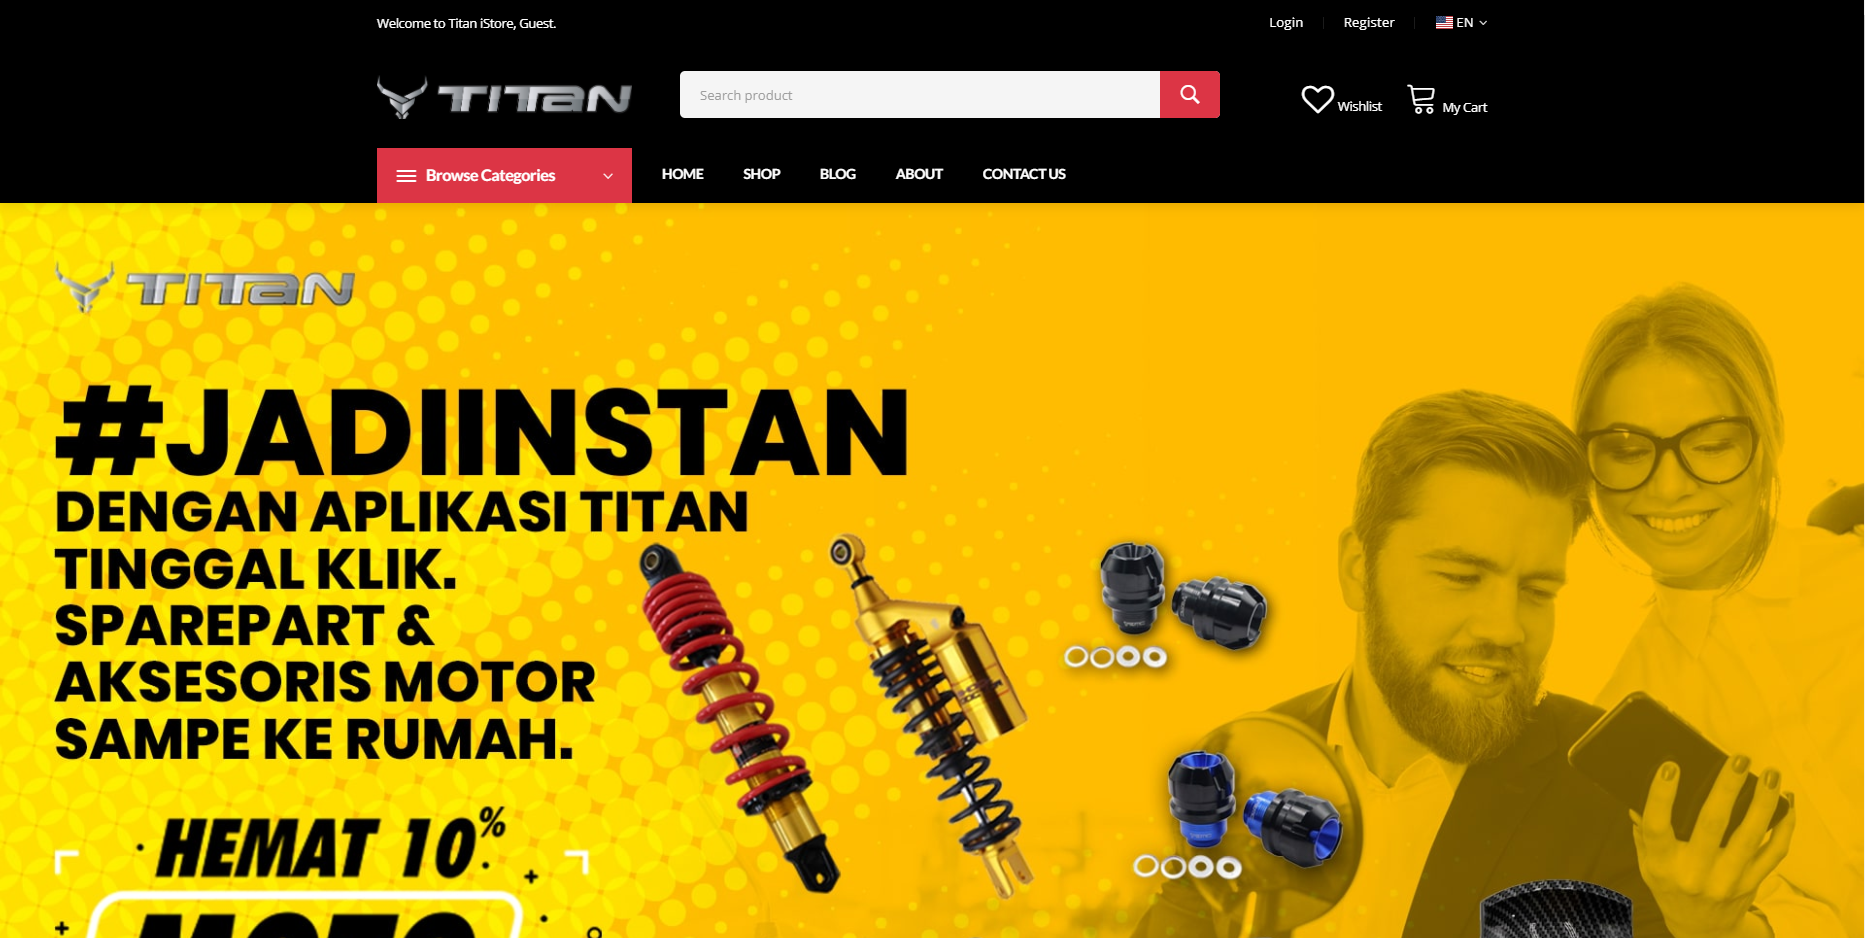 Welcome to Titan iStore, Guest.
Login
Register
EN
TITAN
Search product
Wishlist
My Cart
Browse Categories
HOME
SHOP
BLOG
ABOUT
CONTACT US
TITAN
#JADIINSTAN
DENGAN APLIKASI TITAN
TINGGAL KLIK.
SPAREPART &
AKSESORIS MOTOR
SAMPE KE RUMAH.
HEMAT 10%